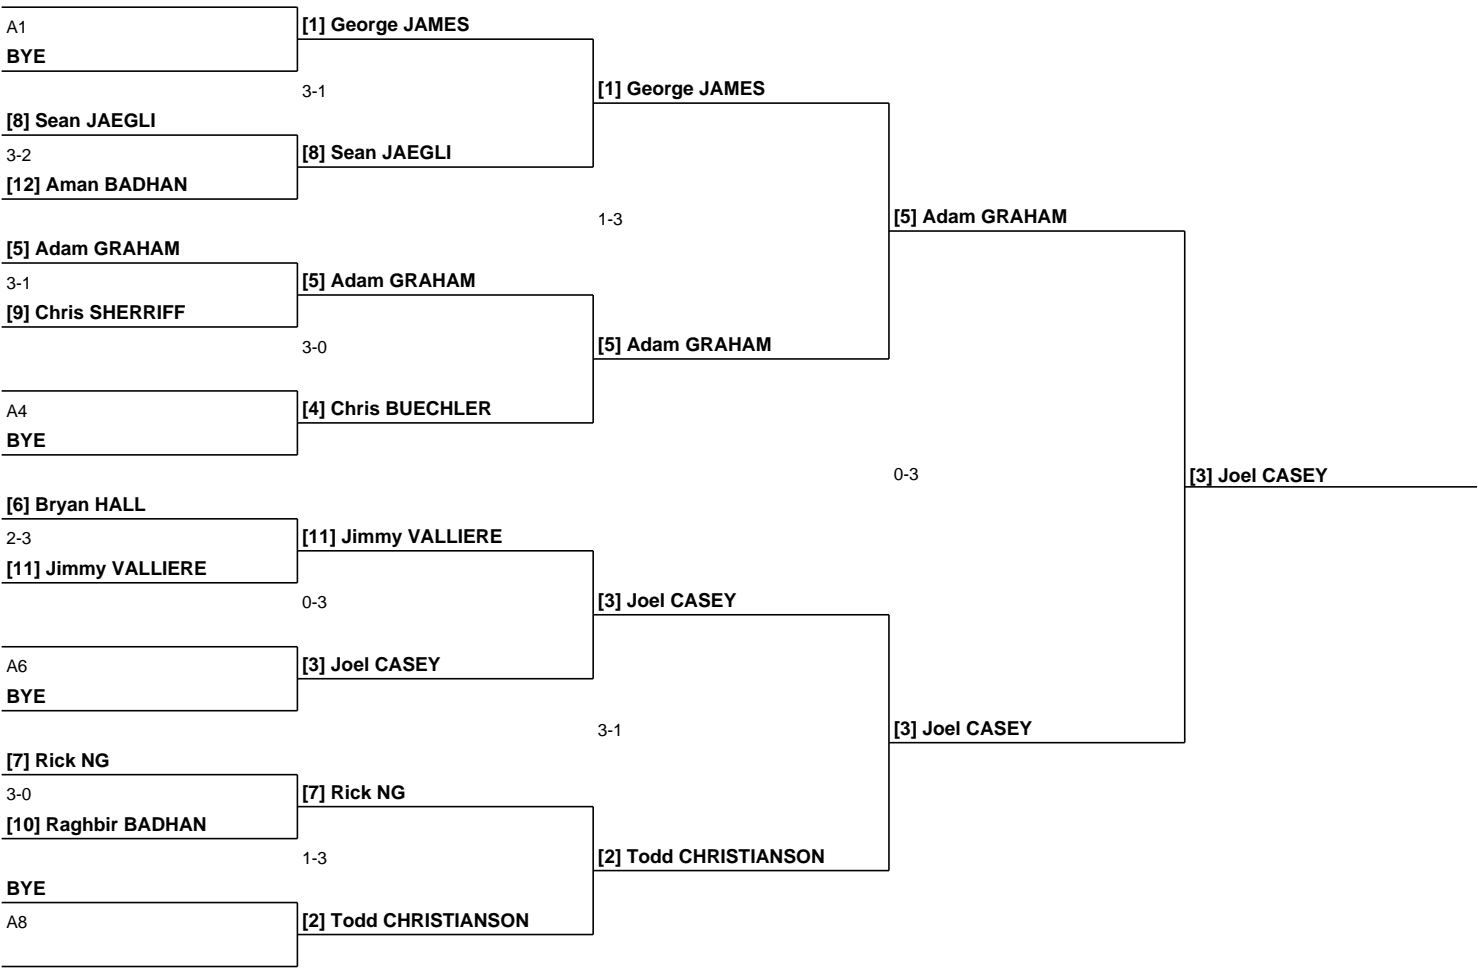 A1
BYE
[8] Sean JAEGLI
3-2
[12] Aman BADHAN
[5] Adam GRAHAM
3-1
[9] Chris SHERRIFF
A4
BYE
[6] Bryan HALL
2-3
[11] Jimmy VALLIERE
A6
BYE
[7] Rick NG
3-0
[10] Raghbir BADHAN
BYE
A8
[1] George JAMES
3-1
[8] Sean JAEGLI
[5] Adam GRAHAM
3-0
[4] Chris BUECHLER
[11] Jimmy VALLIERE
0-3
[3] Joel CASEY
[7] Rick NG
1-3
[2] Todd CHRISTIANSON
[1] George JAMES
1-3
[5] Adam GRAHAM
[3] Joel CASEY
3-1
[2] Todd CHRISTIANSON
[5] Adam GRAHAM
0-3
[3] Joel CASEY
[3] Joel CASEY